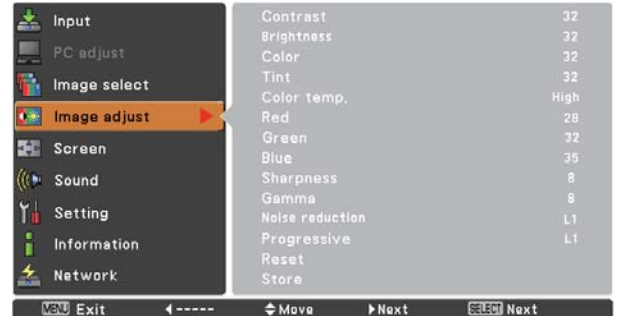 Input
PC adjust
Image select
Image adjust
Screen
Sound
Setting
Information
Network
Contrast 32
Brightness 32
Color 32
Tint 32
Color temp. High
Red 28
Green 32
Blue 35
Sharpness 8
Gamma 8
Noise reduction L1
Progressive L1
Reset
Store
MENU Exit ◀----- ◆Move ▶Next SELECT Next